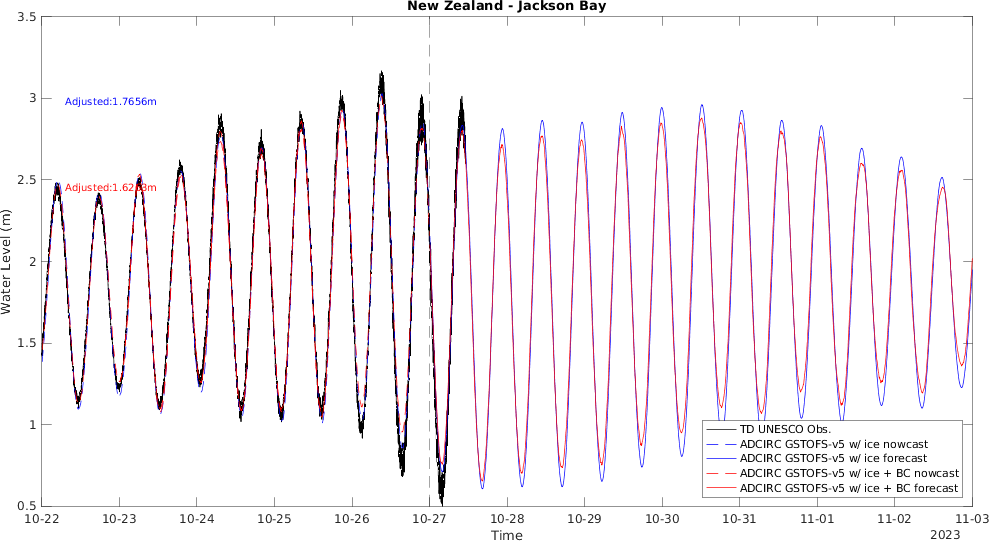 New Zealand - Jackson Bay
3.5
3
2.5
2
1.5
1
0.5
Water Level (m)
Adjusted:1.7656m
TD UNESCO Obs.
ADCIRC GSTOFS-v5 w/ ice nowcast
ADCIRC GSTOFS-v5 w/ ice forecast
ADCIRC GSTOFS-v5 w/ ice + BC nowcast
ADCIRC GSTOFS-v5 w/ ice + BC forecast
10-22 10-23 10-24 10-25 10-26 10-27 10-28 10-29 10-30 10-31 11-01 11-02 11-03
Time
2023